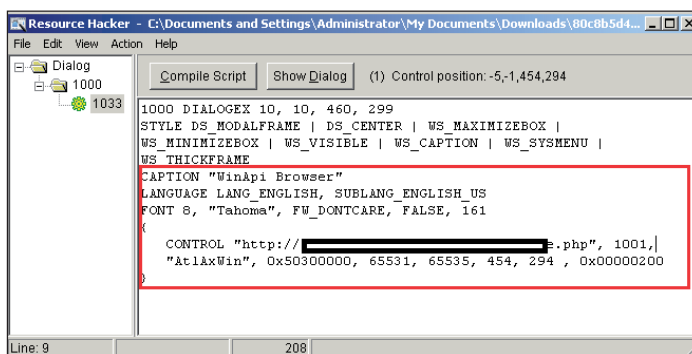 Resource Hacker - C:\Documents and Settings\Administrator\My Documents\Downloads\80c8b5d4...
File Edit View Action Help
Dialog
1000
1033
Compile Script Show Dialog (1) Control position: -5,-1,454,294
1000 DIALOGEX 10, 10, 460, 299
STYLE DS_MODALFRAME | DS_CENTER | WS_MAXIMIZEBOX |
WS_MINIMIZEBOX | WS_VISIBLE | WS_CAPTION | WS_SYSMENU |
WS_THICKFRAME
CAPTION "WinApi Browser"
LANGUAGE LANG_ENGLISH, SUBLANG_ENGLISH_US
FONT 8, "Tahoma", FW_DONTCARE, FALSE, 161
{
CONTROL "http:// e.php", 1001,
"AtlAxWin", 0x50300000, 65531, 65535, 454, 294 , 0x00000200
}
Line: 9 208